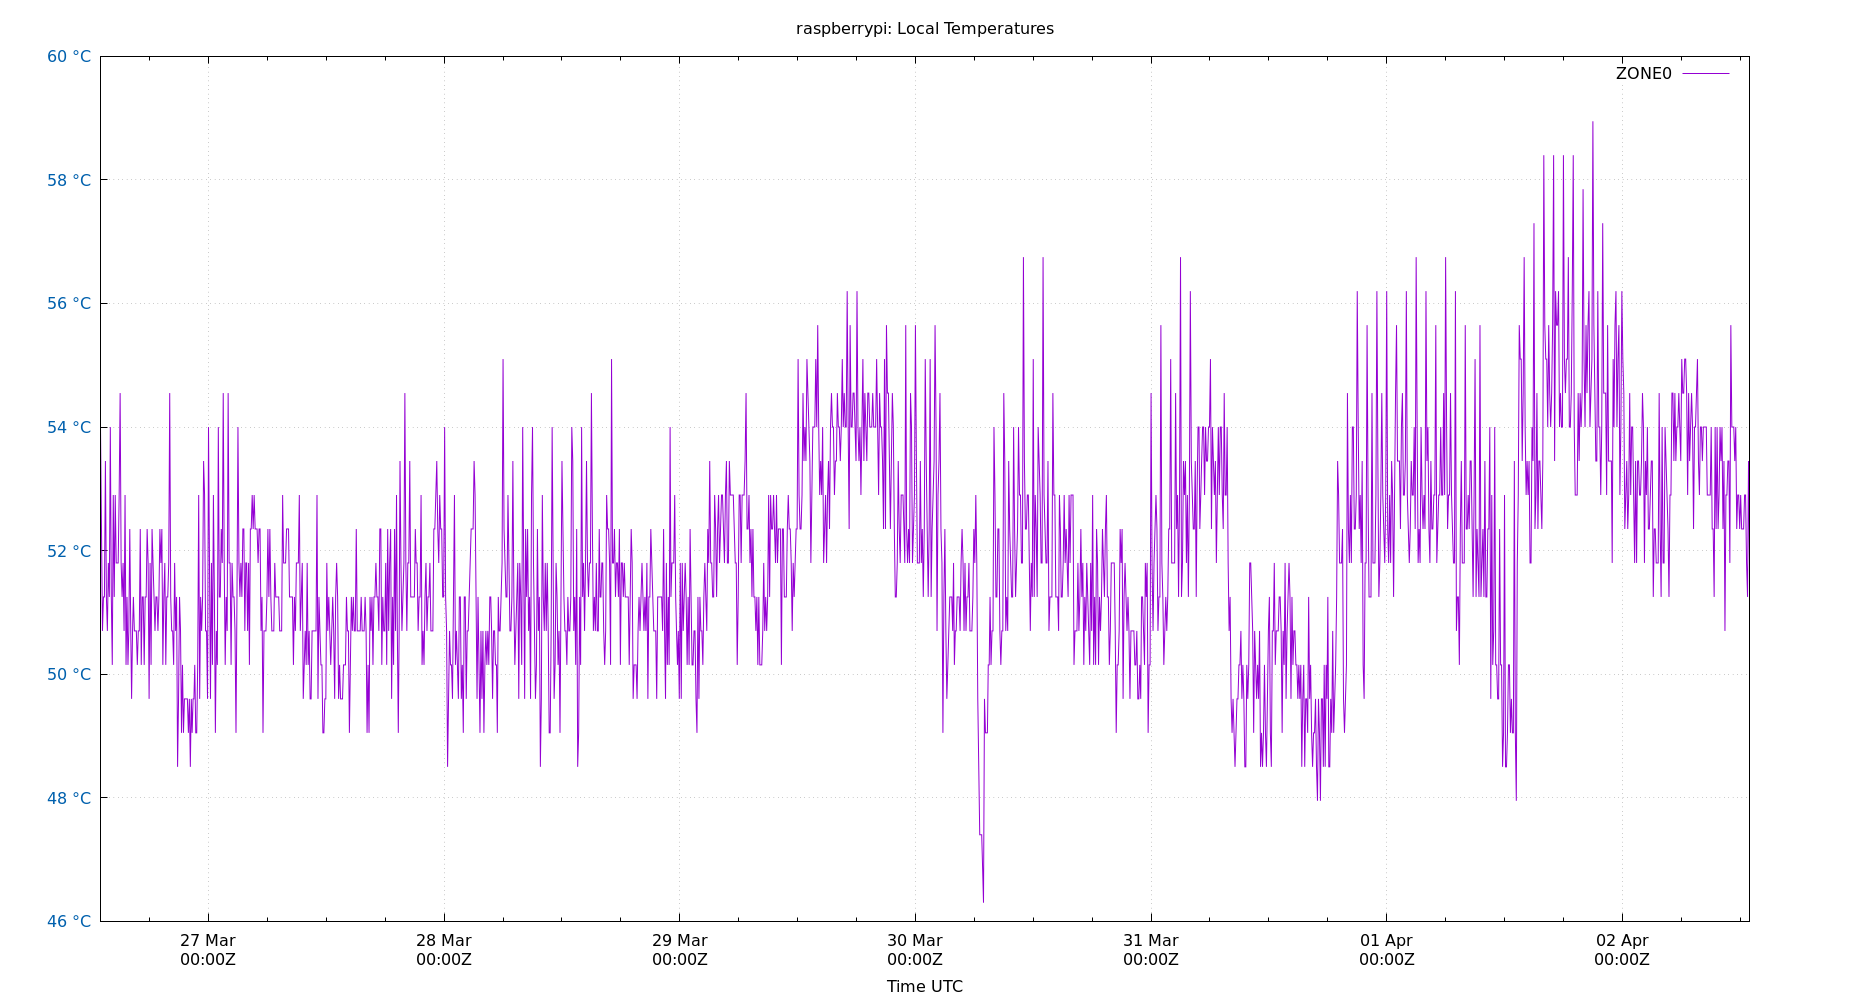 raspberrypi: Local Temperatures
60 °C
ZONE0
58 °C
56 °C
54 °C
52 °C
50 °C
48 °C
46 °C
27 Mar 28 Mar 29 Mar 30 Mar 31 Mar 01 Apr 02 Apr
00:00Z 00:00Z 00:00Z 00:00Z 00:00Z 00:00Z 00:00Z
Time UTC